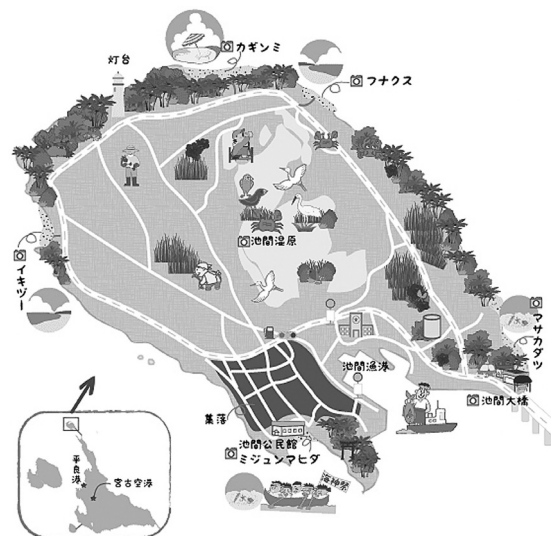 カギンミ
灯台
フナクス
池間湿原
イキヅー
マサカダツ
池間漁港
池間大橋
集落
池間公民館
ミジュンマヒダ
海神祭
平良港
宮古空港